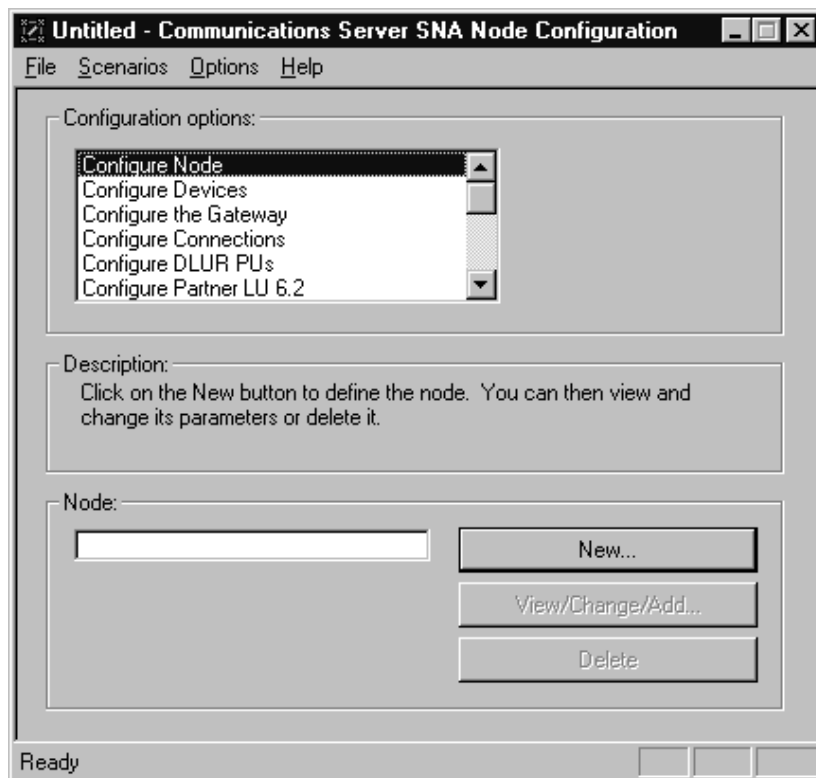 Untitled - Communications Server SNA Node Configuration
File Scenarios Options Help
Configuration options:
Configure Node
Configure Devices
Configure the Gateway
Configure Connections
Configure DLUR PUs
Configure Partner LU 6.2
Description:
Click on the New button to define the node. You can then view and
change its parameters or delete it.
Node:
New...
View/Change/Add...
Delete
Ready